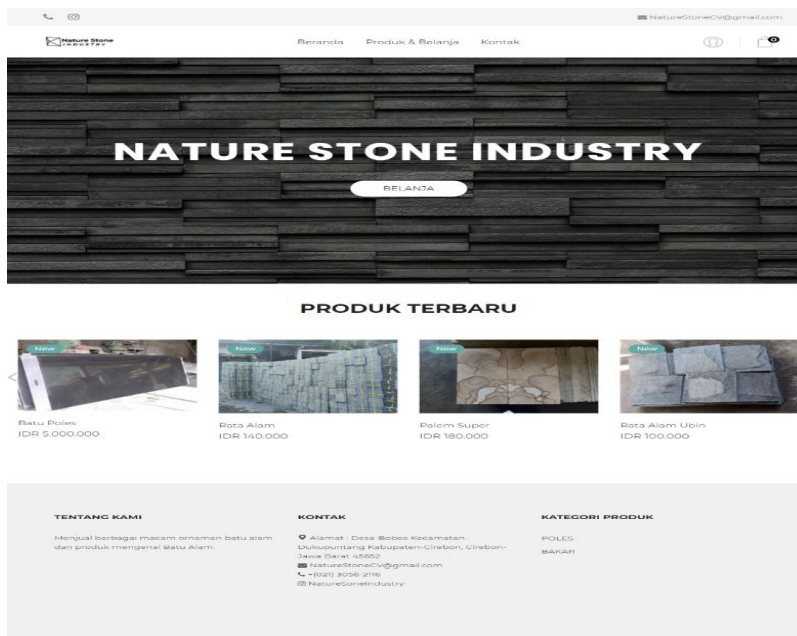 NatureStoneCV@gmail.com
Nature Stone
INDUSTRY
Beranda Produk & Belanja Kontak
0
NATURE STONE INDUSTRY
BELANJA
PRODUK TERBARU
New New New New
Batu Poles
IDR 5.000.000
Rata Alam
IDR 140.000
Palem Super
IDR 180.000
Rata Alam Ubin
IDR 100.000
TENTANG KAMI
Menjual berbagai macam ornamen batu alam
dan produk mengenai Batu Alam.
KONTAK
Alamat : Desa Bobos Kecamatan
Dukupuntang Kabupaten-Cirebon, Cirebon-
Jawa Barat 45652
NatureStoneCV@gmail.com
+(021) 3056-2116
NatureSoneIndustry
KATEGORI PRODUK
POLES
BAKAR